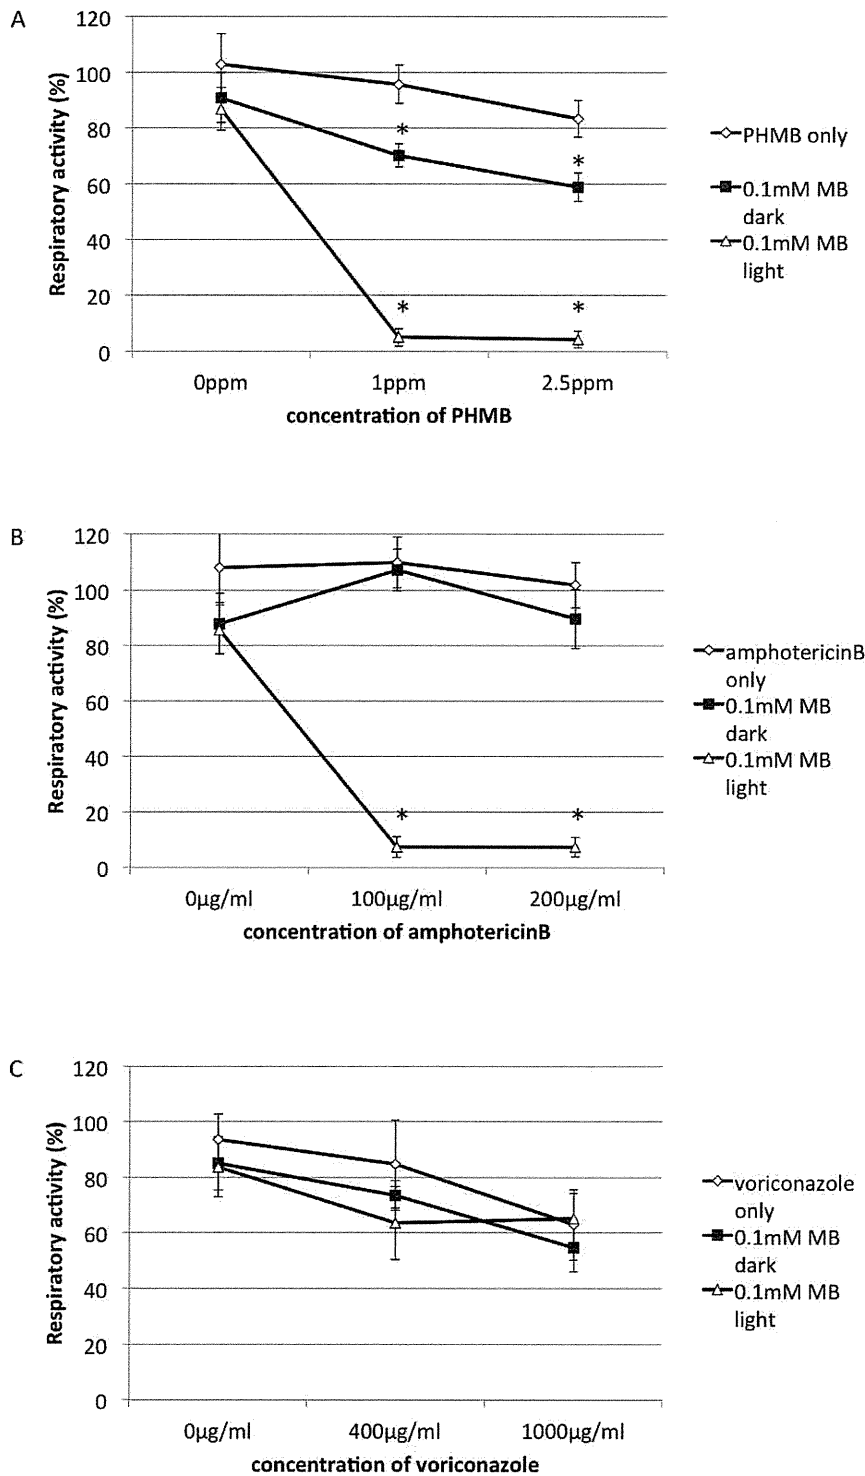 A
120
100
80
60
40
20
0
Respiratory activity (%)
*
*
*
*
0ppm 1ppm 2.5ppm
concentration of PHMB
PHMB only
0.1mM MB
dark
0.1mM MB
light
B
120
100
80
60
40
20
0
Respiratory activity (%)
*
*
0µg/ml 100µg/ml 200µg/ml
concentration of amphotericinB
amphotericinB
only
0.1mM MB
dark
0.1mM MB
light
C
120
100
80
60
40
20
0
Respiratory activity (%)
0µg/ml 400µg/ml 1000µg/ml
concentration of voriconazole
voriconazole
only
0.1mM MB
dark
0.1mM MB
light